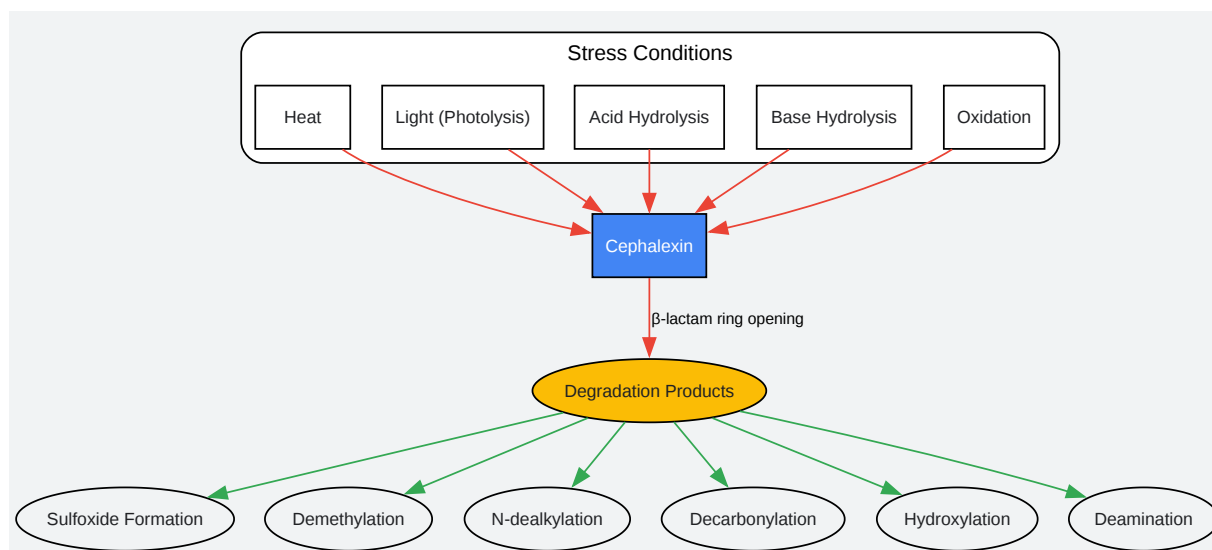 Stress Conditions
Heat
Light (Photolysis)
Acid Hydrolysis
Base Hydrolysis
Oxidation
Cephalexin
β-lactam ring opening
Degradation Products
Sulfoxide Formation
Demethylation
N-dealkylation
Decarbonylation
Hydroxylation
Deamination